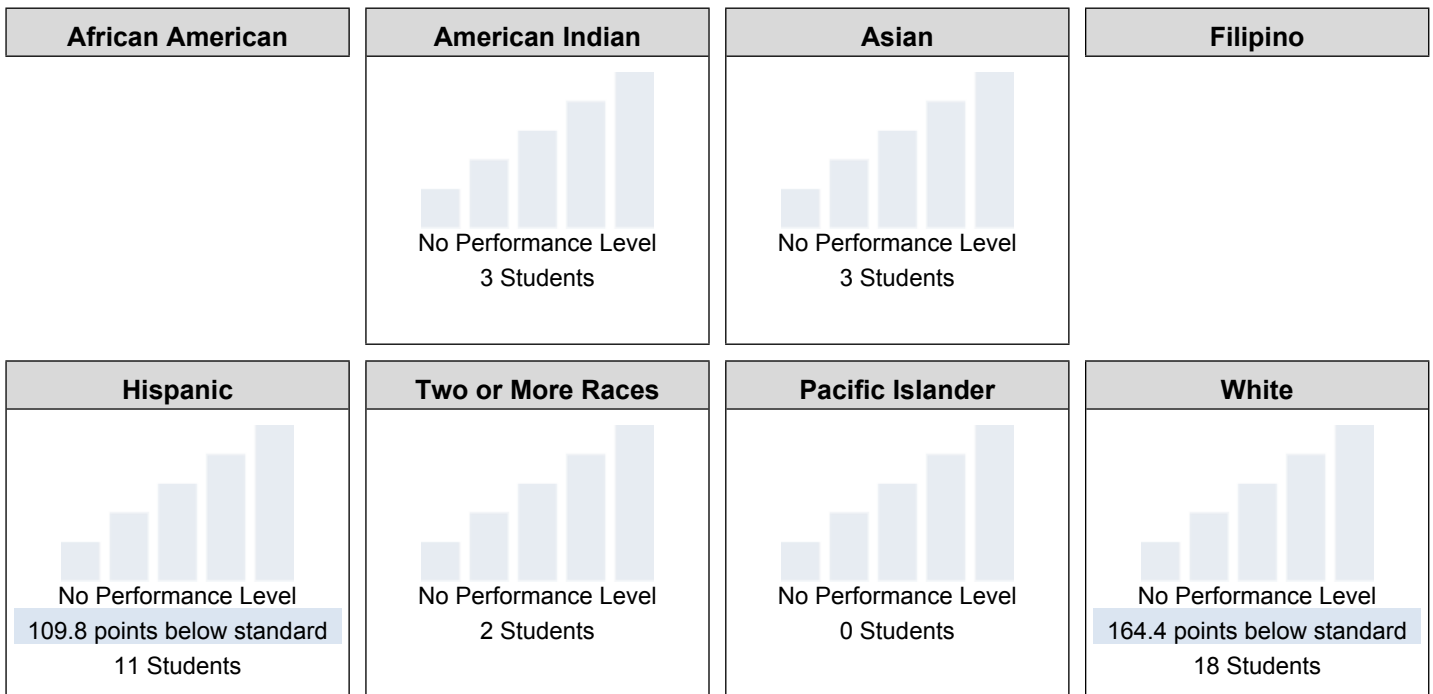 African American
American Indian
No Performance Level
3 Students
Asian
No Performance Level
3 Students
Filipino
Hispanic
No Performance Level
109.8 points below standard
11 Students
Two or More Races
No Performance Level
2 Students
Pacific Islander
No Performance Level
0 Students
White
No Performance Level
164.4 points below standard
18 Students